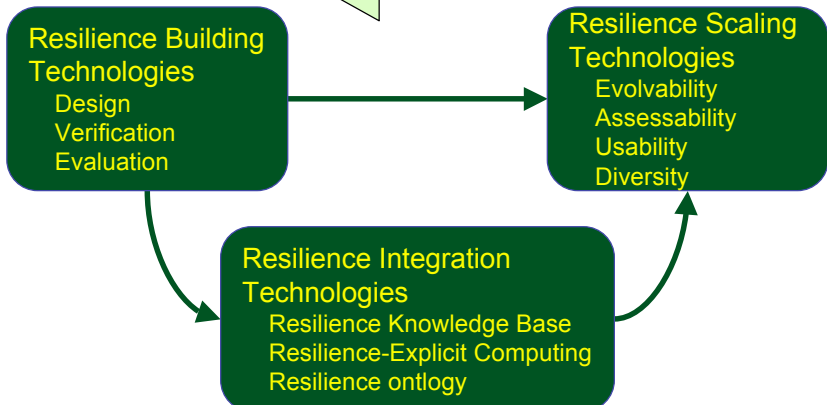 Resilience Building
Technologies
Design
Verification
Evaluation
Resilience Scaling
Technologies
Evolvability
Assessability
Usability
Diversity
Resilience Integration
Technologies
Resilience Knowledge Base
Resilience-Explicit Computing
Resilience ontlogy